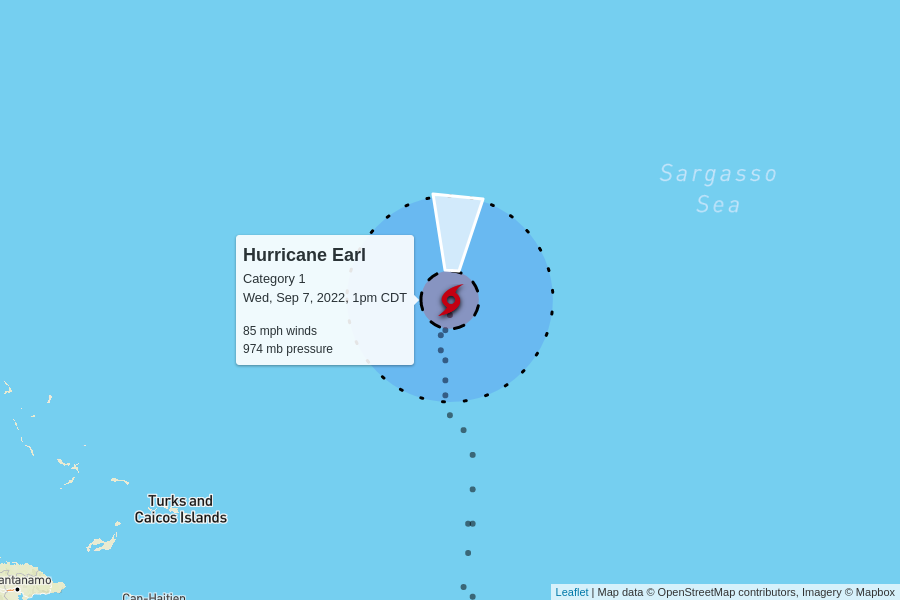 Sargasso
Sea
Hurricane Earl
Category 1
Wed, Sep 7, 2022, 1pm CDT
85 mph winds
974 mb pressure
Turks and
Caicos Islands
antanamo
Cap-Haïtien
Leaflet | Map data © OpenStreetMap contributors, Imagery © Mapbox